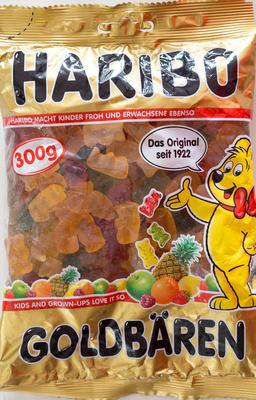 HARIBO
HARIBO MACHT KINDER FROH UND ERWACHSENE EBENSO
300g
Das Original
seit 1922
KIDS AND GROWN-UPS LOVE IT SO
GOLDBÄREN